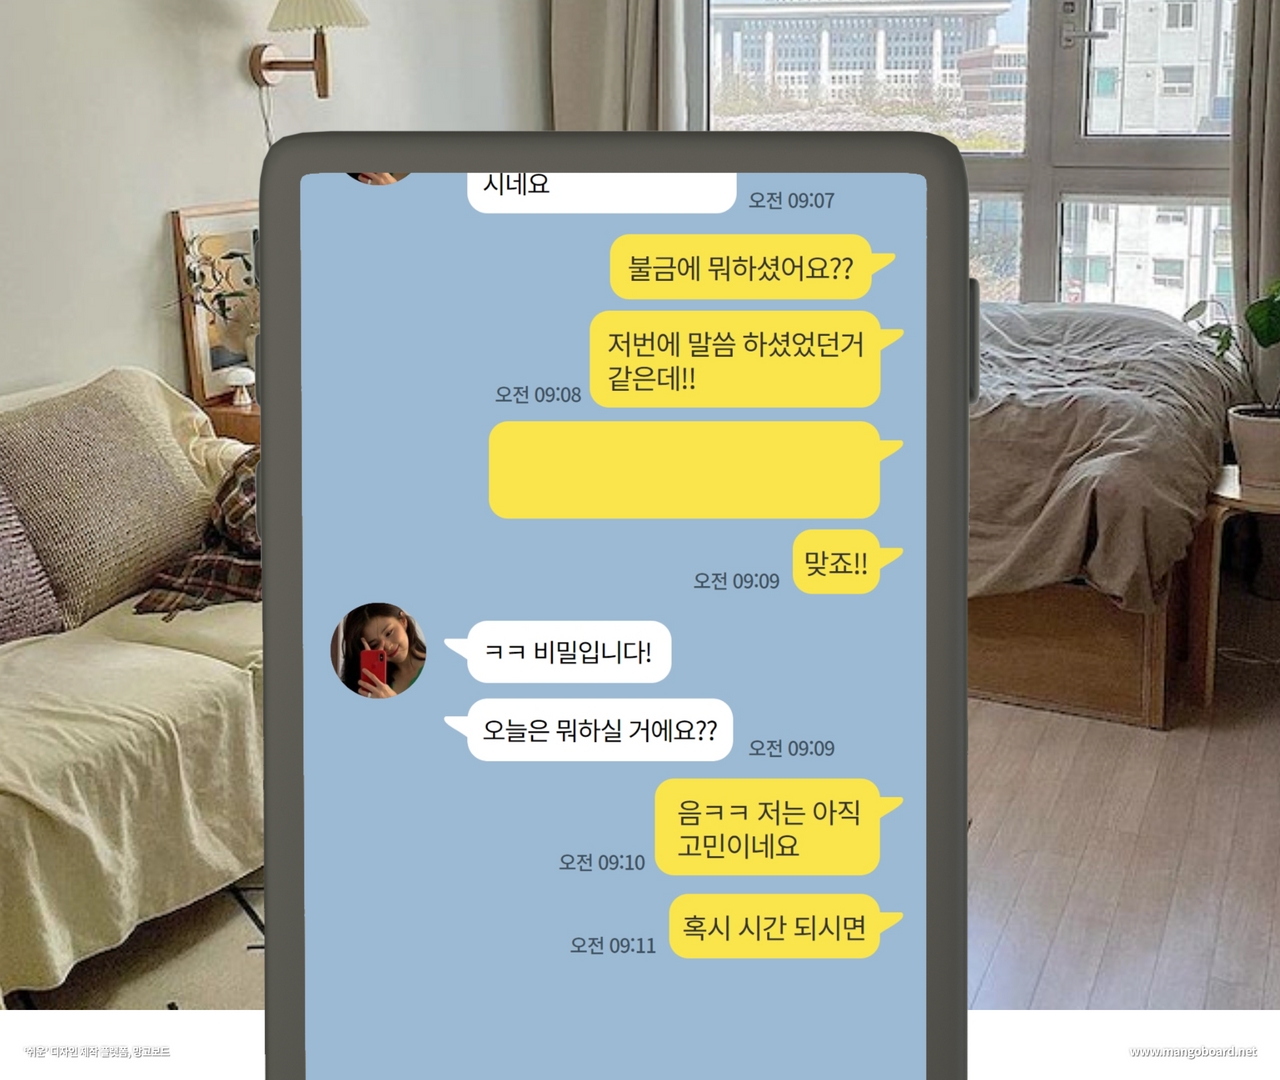 시네요
오전 09:07
불금에 뭐하셨어요??
저번에 말씀 하셨었던거
같은데!!
오전 09:08
맞죠!!
오전 09:09
ㅋㅋ 비밀입니다!
오늘은 뭐하실 거에요??
오전 09:09
음ㅋㅋ 저는 아직
고민이네요
오전 09:10
혹시 시간 되시면
오전 09:11
'쉬운' 디자인 제작 플랫폼, 망고보드
www.mangoboard.net